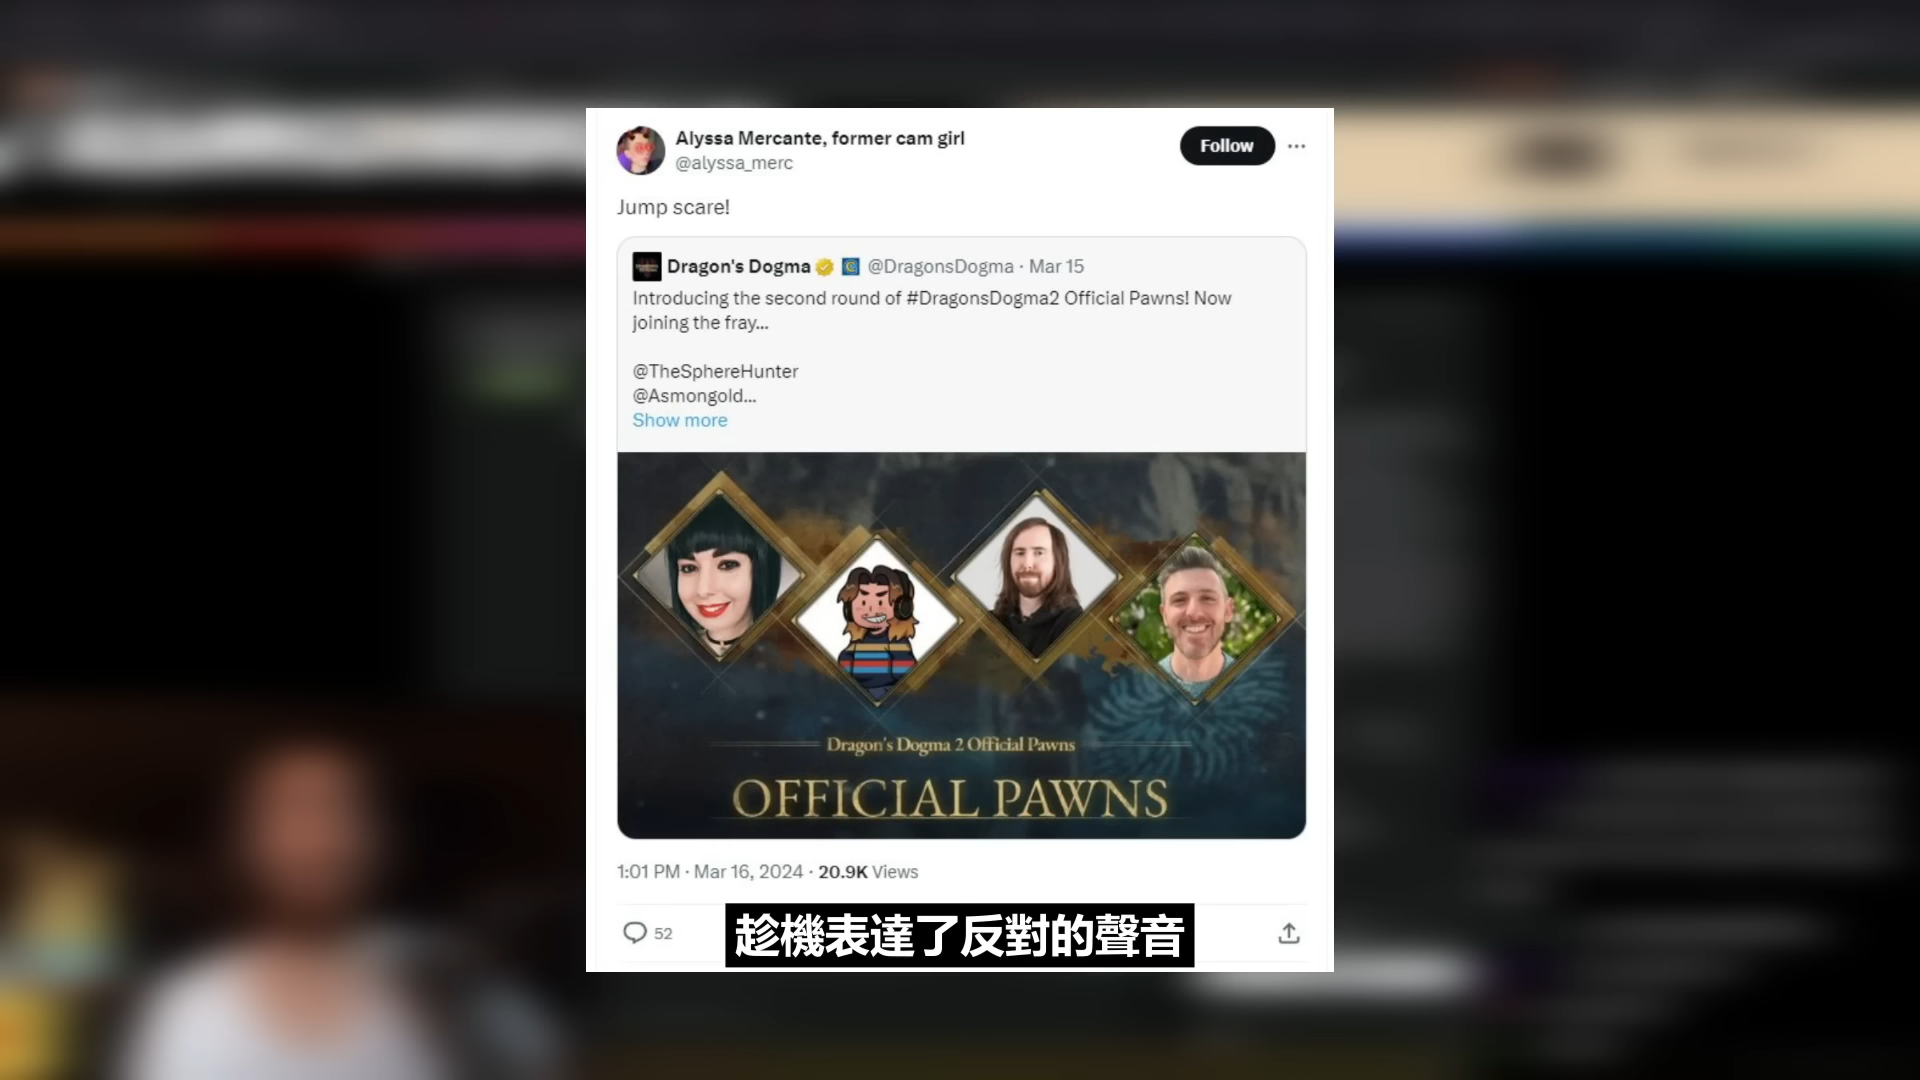 Alyssa Mercante, former cam girl
@alyssa_merc
Follow
Jump scare!
Dragon's Dogma @DragonsDogma · Mar 15
Introducing the second round of #DragonsDogma2 Official Pawns! Now
joining the fray...
@TheSphereHunter
@Asmongold...
Show more
Dragon's Dogma 2 Official Pawns
OFFICIAL PAWNS
1:01 PM · Mar 16, 2024 · 20.9K Views
52
趁機表達了反對的聲音